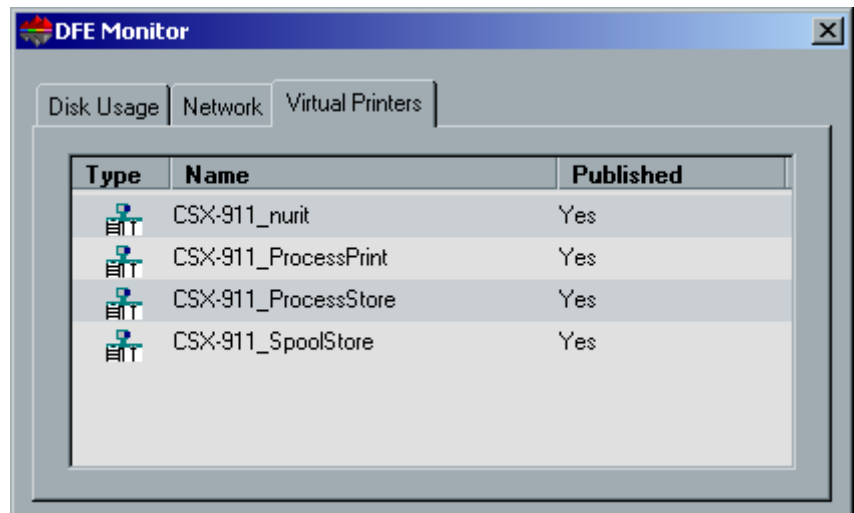 DFE Monitor
Disk Usage Network Virtual Printers
Type Name Published
CSX-911_nurit Yes
CSX-911_ProcessPrint Yes
CSX-911_ProcessStore Yes
CSX-911_SpoolStore Yes